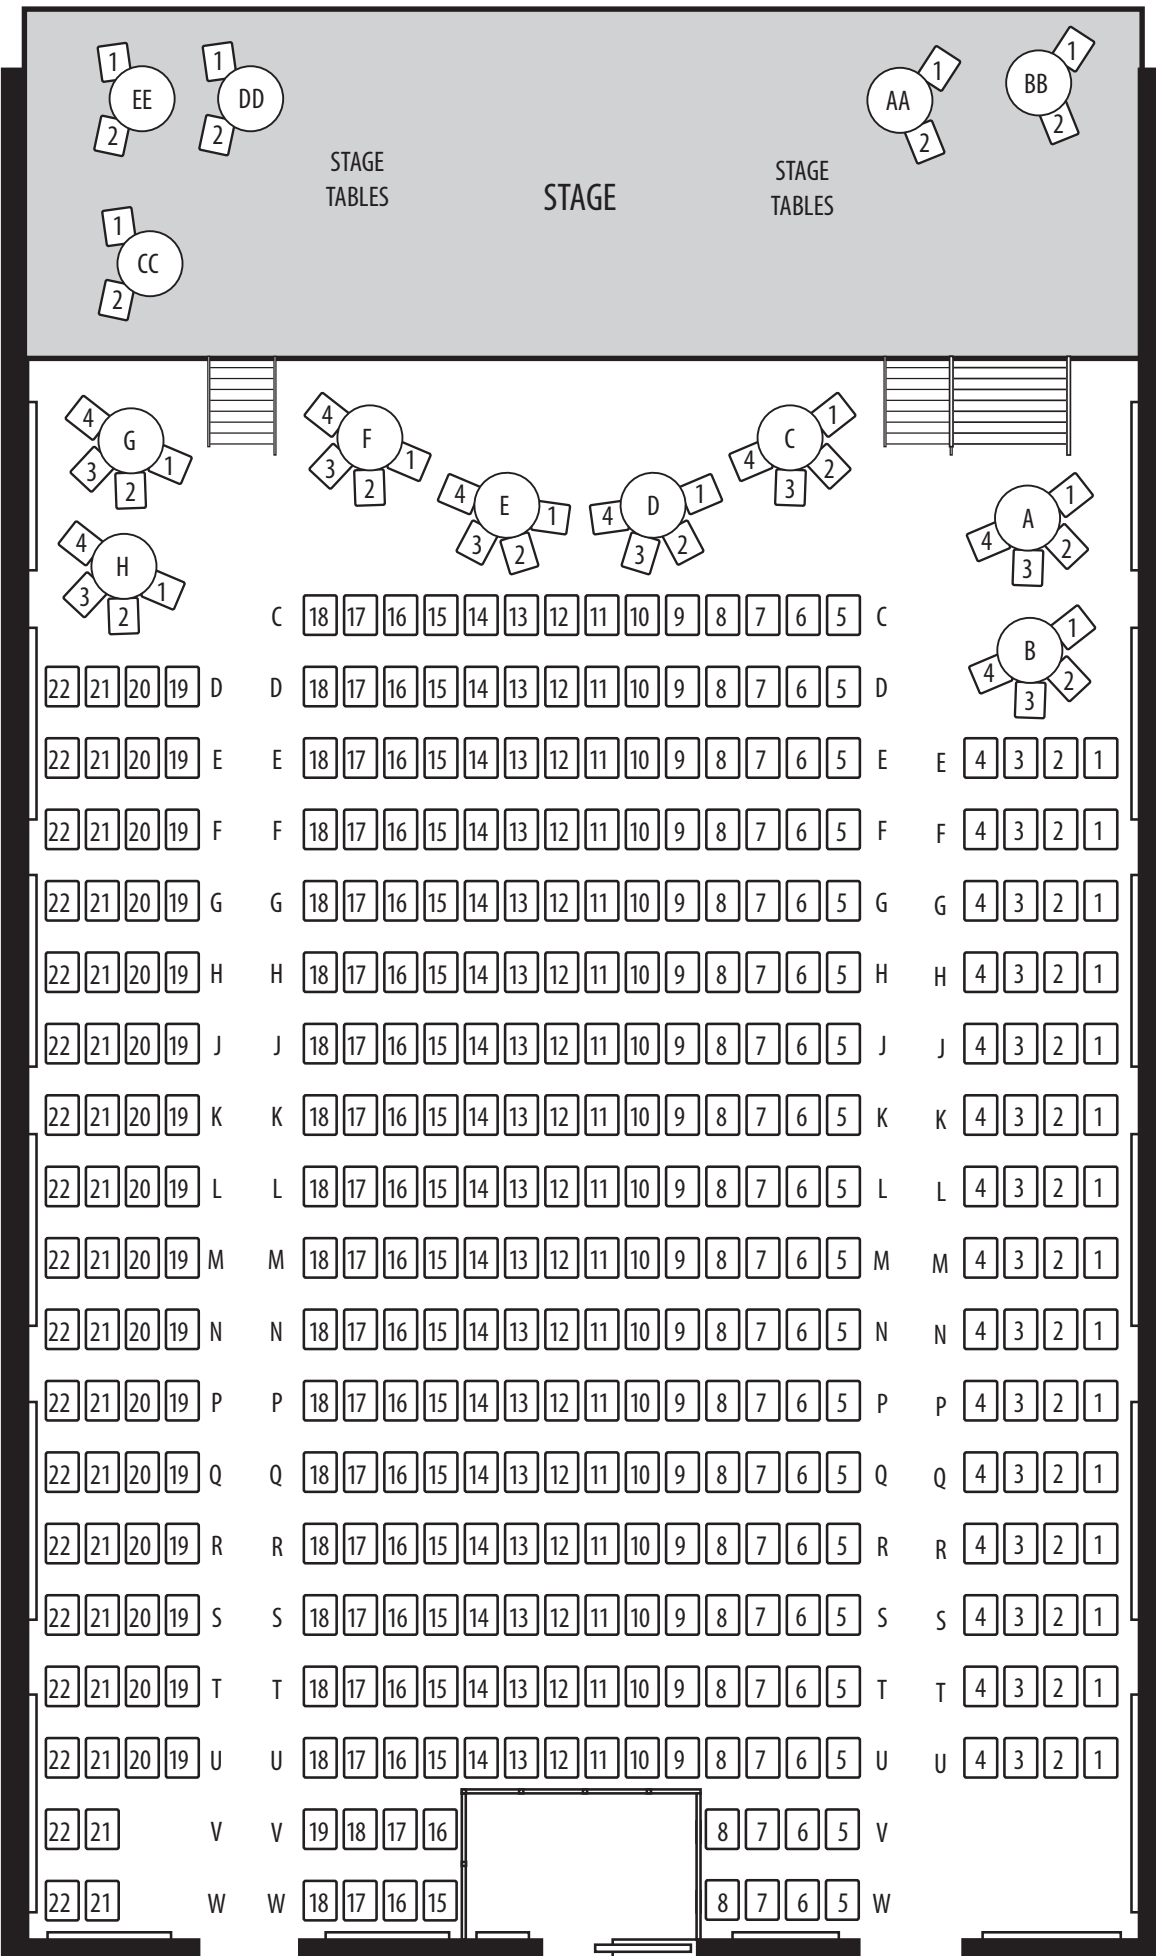 1 1 1 1
EE DD AA BB
2 2 2 2
STAGE
TABLES
STAGE
STAGE
TABLES
1
CC
2
4 G 3 2 1
4 F 3 2 1
4 E 3 2 1
4 D 3 2 1
4 C 3 2 1
4 A 3 2 1
4 H 3 2 1
4 B 3 2 1
C 18 17 16 15 14 13 12 11 10 9 8 7 6 5 C
22 21 20 19 D D 18 17 16 15 14 13 12 11 10 9 8 7 6 5 D
22 21 20 19 E E 18 17 16 15 14 13 12 11 10 9 8 7 6 5 E E 4 3 2 1
22 21 20 19 F F 18 17 16 15 14 13 12 11 10 9 8 7 6 5 F F 4 3 2 1
22 21 20 19 G G 18 17 16 15 14 13 12 11 10 9 8 7 6 5 G G 4 3 2 1
22 21 20 19 H H 18 17 16 15 14 13 12 11 10 9 8 7 6 5 H H 4 3 2 1
22 21 20 19 J J 18 17 16 15 14 13 12 11 10 9 8 7 6 5 J J 4 3 2 1
22 21 20 19 K K 18 17 16 15 14 13 12 11 10 9 8 7 6 5 K K 4 3 2 1
22 21 20 19 L L 18 17 16 15 14 13 12 11 10 9 8 7 6 5 L L 4 3 2 1
22 21 20 19 M M 18 17 16 15 14 13 12 11 10 9 8 7 6 5 M M 4 3 2 1
22 21 20 19 N N 18 17 16 15 14 13 12 11 10 9 8 7 6 5 N N 4 3 2 1
22 21 20 19 P P 18 17 16 15 14 13 12 11 10 9 8 7 6 5 P P 4 3 2 1
22 21 20 19 Q Q 18 17 16 15 14 13 12 11 10 9 8 7 6 5 Q Q 4 3 2 1
22 21 20 19 R R 18 17 16 15 14 13 12 11 10 9 8 7 6 5 R R 4 3 2 1
22 21 20 19 S S 18 17 16 15 14 13 12 11 10 9 8 7 6 5 S S 4 3 2 1
22 21 20 19 T T 18 17 16 15 14 13 12 11 10 9 8 7 6 5 T T 4 3 2 1
22 21 20 19 U U 18 17 16 15 14 13 12 11 10 9 8 7 6 5 U U 4 3 2 1
22 21 V V 19 18 17 16 8 7 6 5 V
22 21 W W 18 17 16 15 8 7 6 5 W